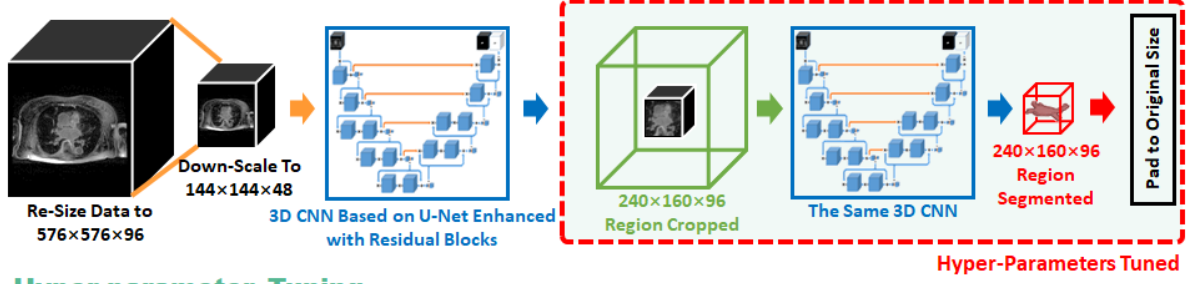 Re-Size Data to
576×576×96
Down-Scale To
144×144×48
3D CNN Based on U-Net Enhanced
with Residual Blocks
240×160×96
Region Cropped
The Same 3D CNN
240×160×96
Region
Segmented
Pad to Original Size
Hyper-Parameters Tuned